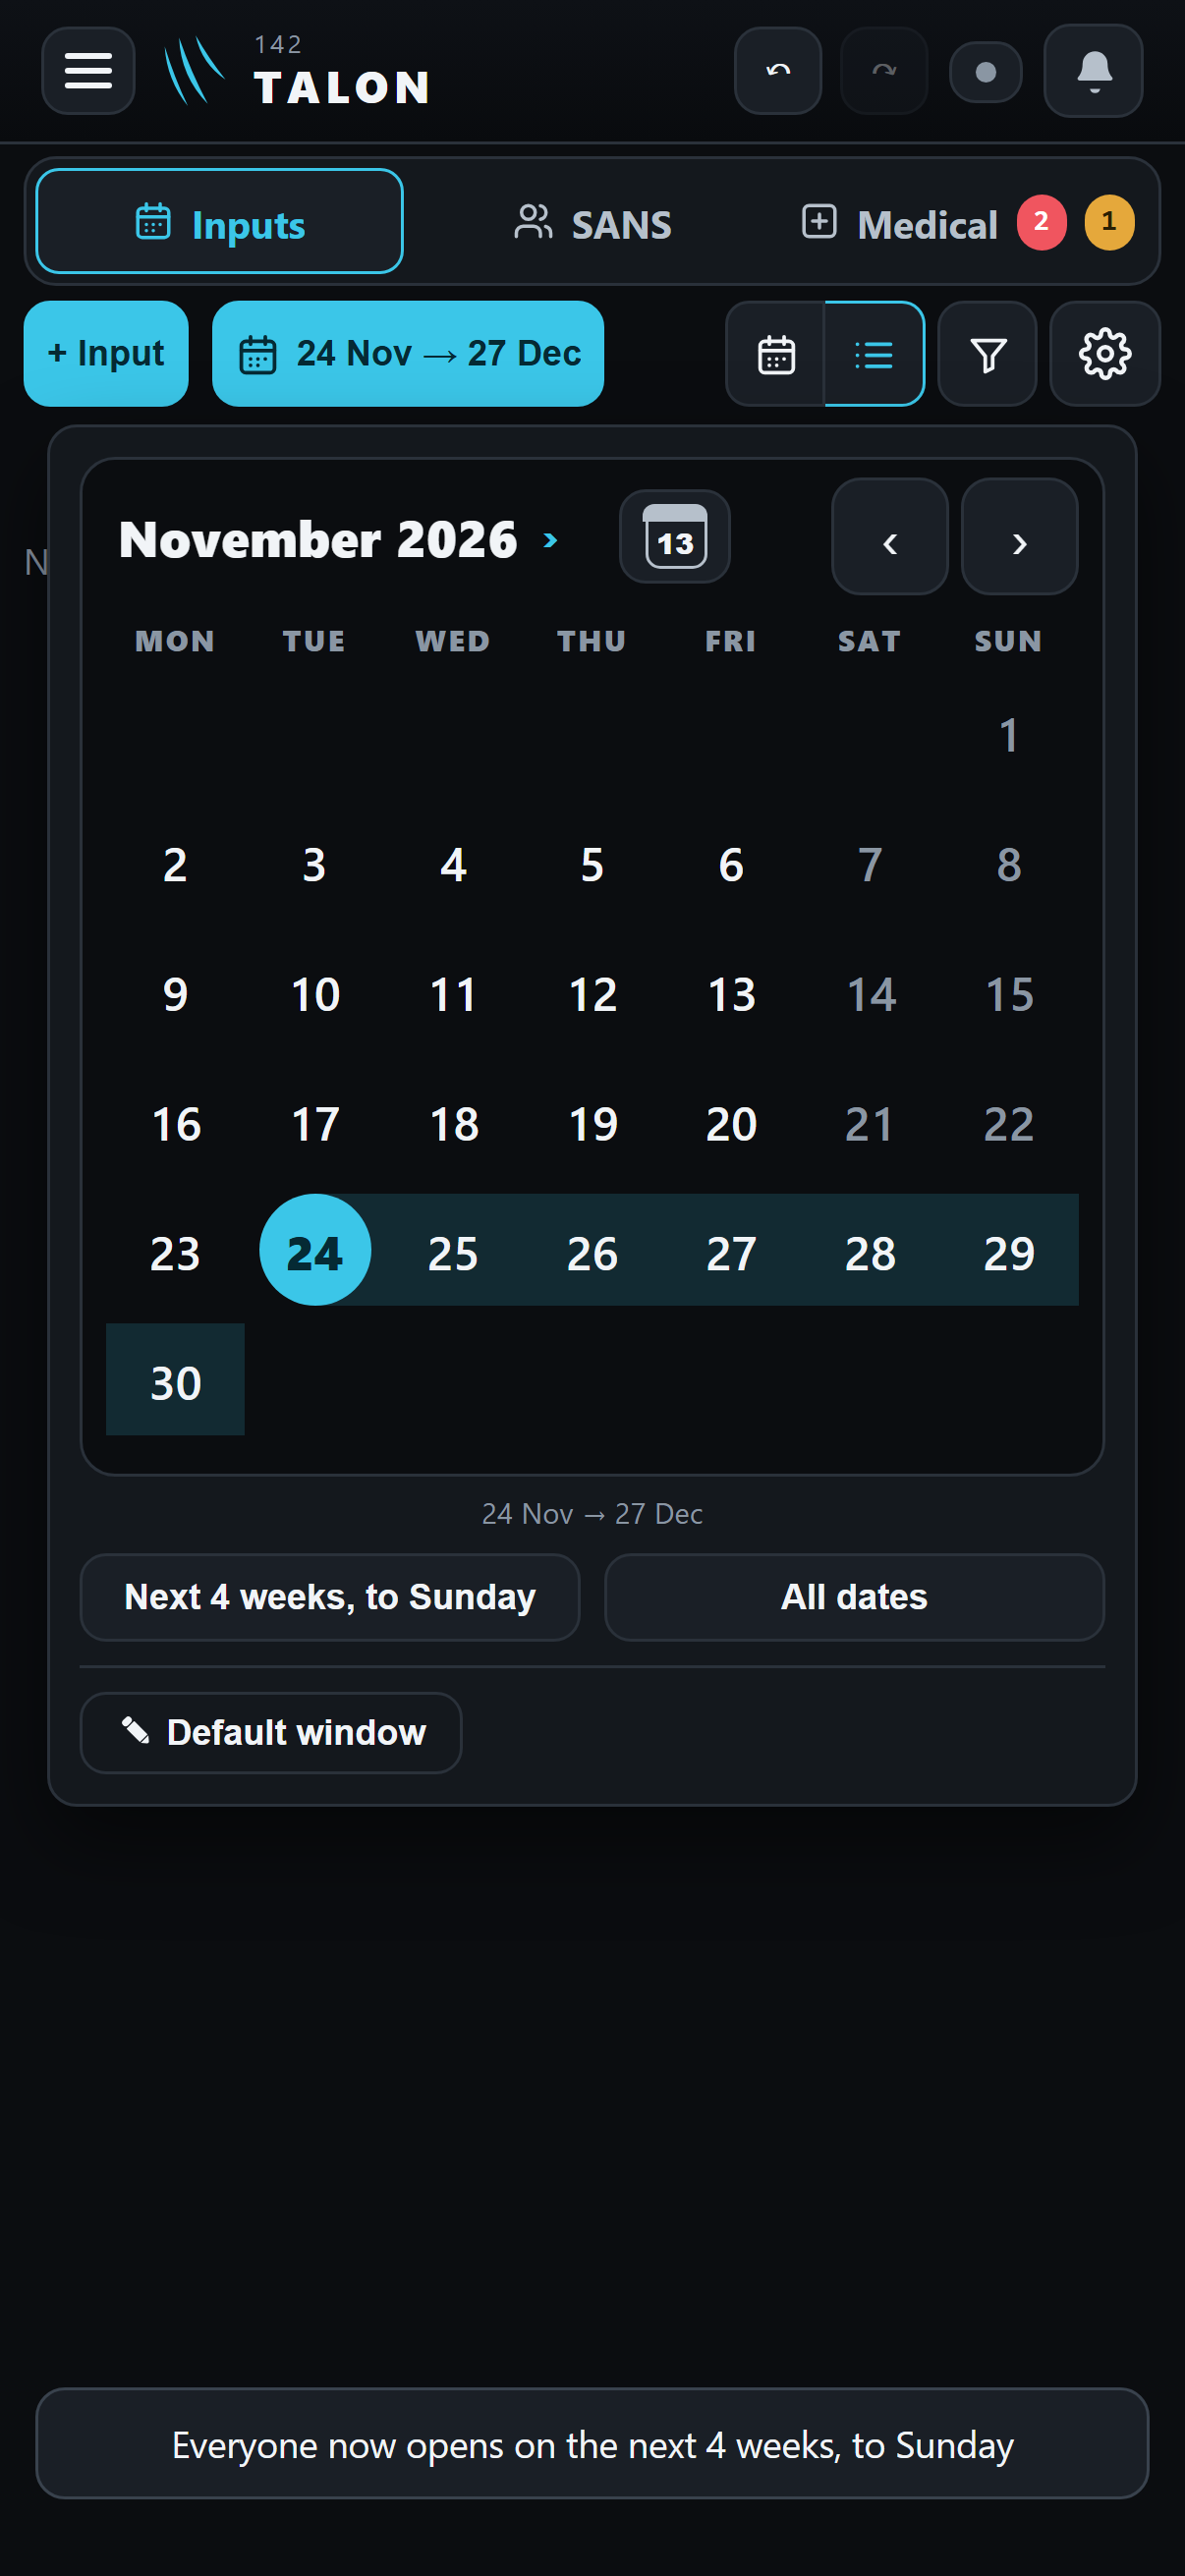 142
TALON
Inputs
SANS
Medical 2 1
+ Input
24 Nov → 27 Dec
N
November 2026 ›
13
‹ ›
MON TUE WED THU FRI SAT SUN
1
2 3 4 5 6 7 8
9 10 11 12 13 14 15
16 17 18 19 20 21 22
23 24 25 26 27 28 29
30
24 Nov → 27 Dec
Next 4 weeks, to Sunday
All dates
Default window
Everyone now opens on the next 4 weeks, to Sunday